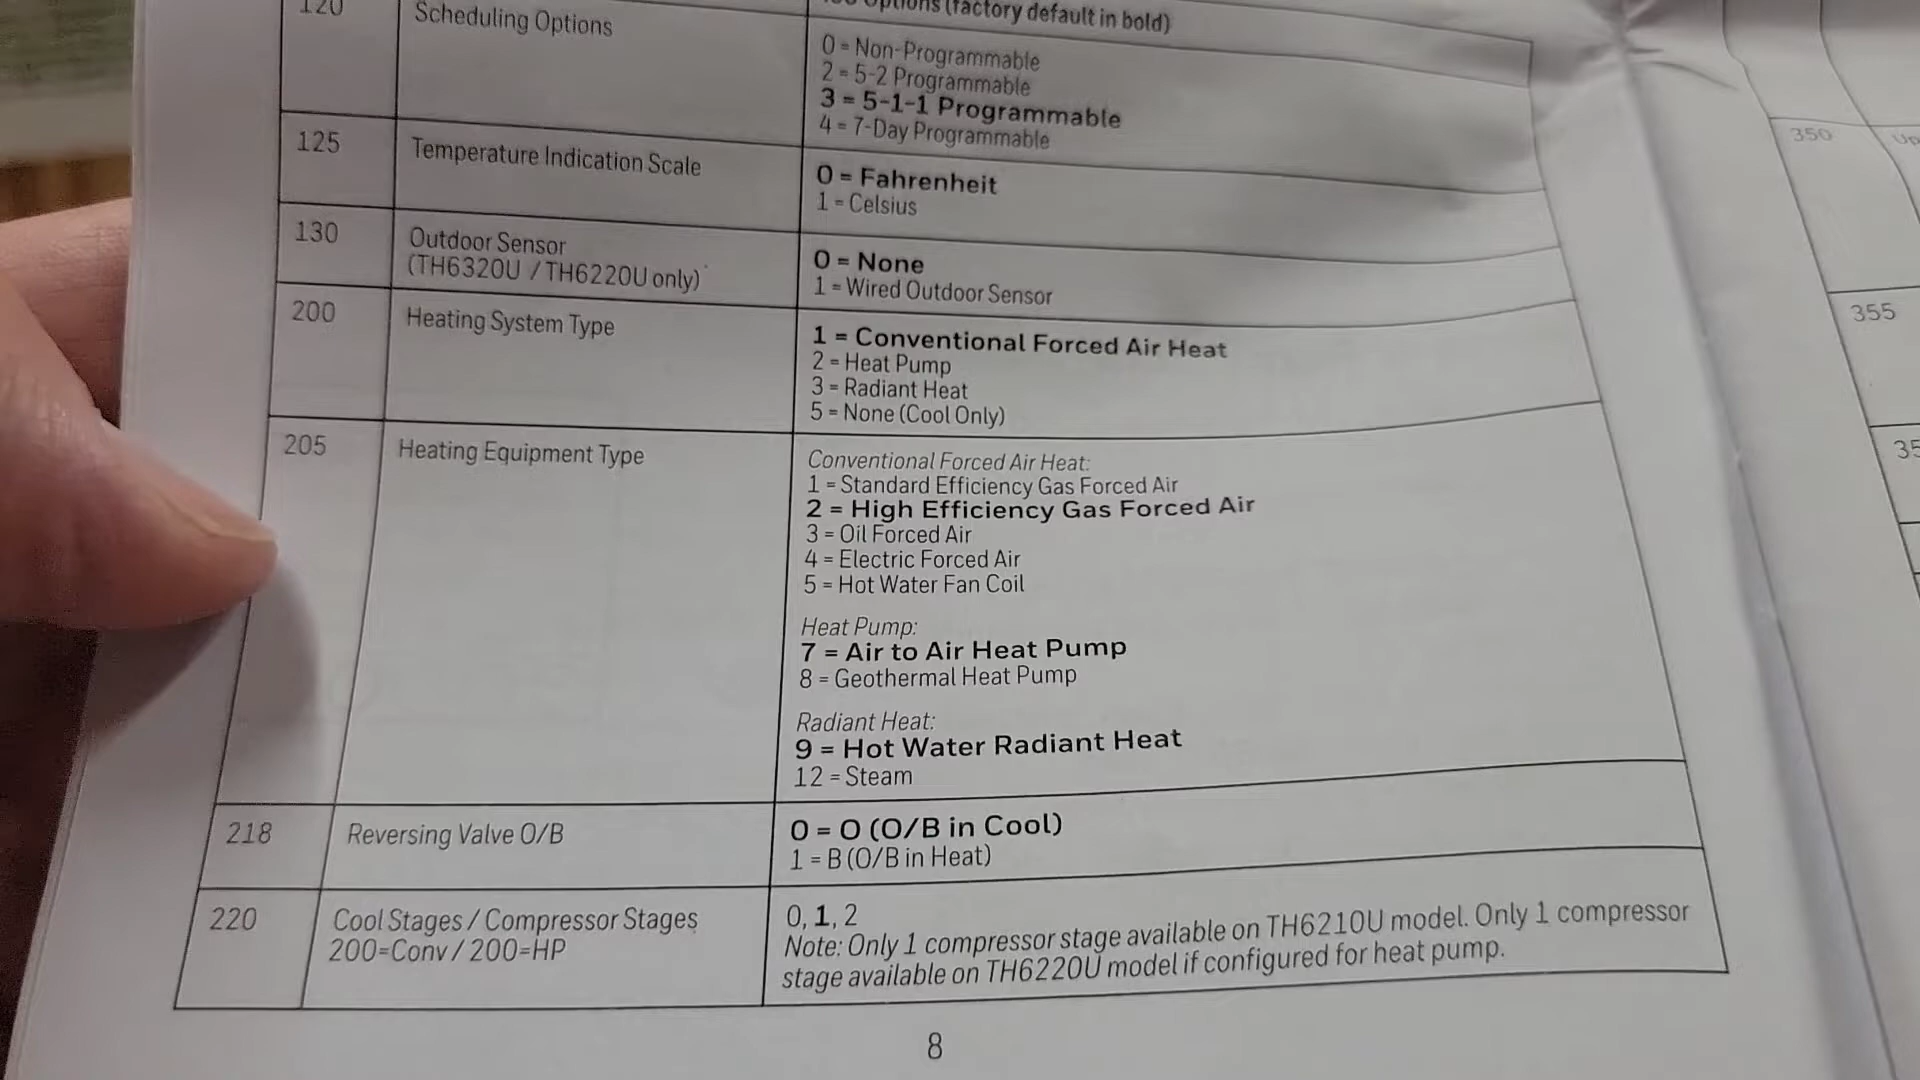 120 Scheduling Options
Options (factory default in bold)
0 = Non-Programmable
2 = 5-2 Programmable
3 = 5-1-1 Programmable
4 = 7-Day Programmable
125 Temperature Indication Scale
0 = Fahrenheit
1 = Celsius
130 Outdoor Sensor
(TH6320U / TH6220U only)
0 = None
1 = Wired Outdoor Sensor
200 Heating System Type
1 = Conventional Forced Air Heat
2 = Heat Pump
3 = Radiant Heat
5 = None (Cool Only)
205 Heating Equipment Type
Conventional Forced Air Heat:
1 = Standard Efficiency Gas Forced Air
2 = High Efficiency Gas Forced Air
3 = Oil Forced Air
4 = Electric Forced Air
5 = Hot Water Fan Coil
Heat Pump:
7 = Air to Air Heat Pump
8 = Geothermal Heat Pump
Radiant Heat:
9 = Hot Water Radiant Heat
12 = Steam
218 Reversing Valve O/B
0 = O (O/B in Cool)
1 = B (O/B in Heat)
220 Cool Stages / Compressor Stages
200=Conv / 200=HP
0, 1, 2
Note: Only 1 compressor stage available on TH6210U model. Only 1 compressor
stage available on TH6220U model if configured for heat pump.
8
350
355